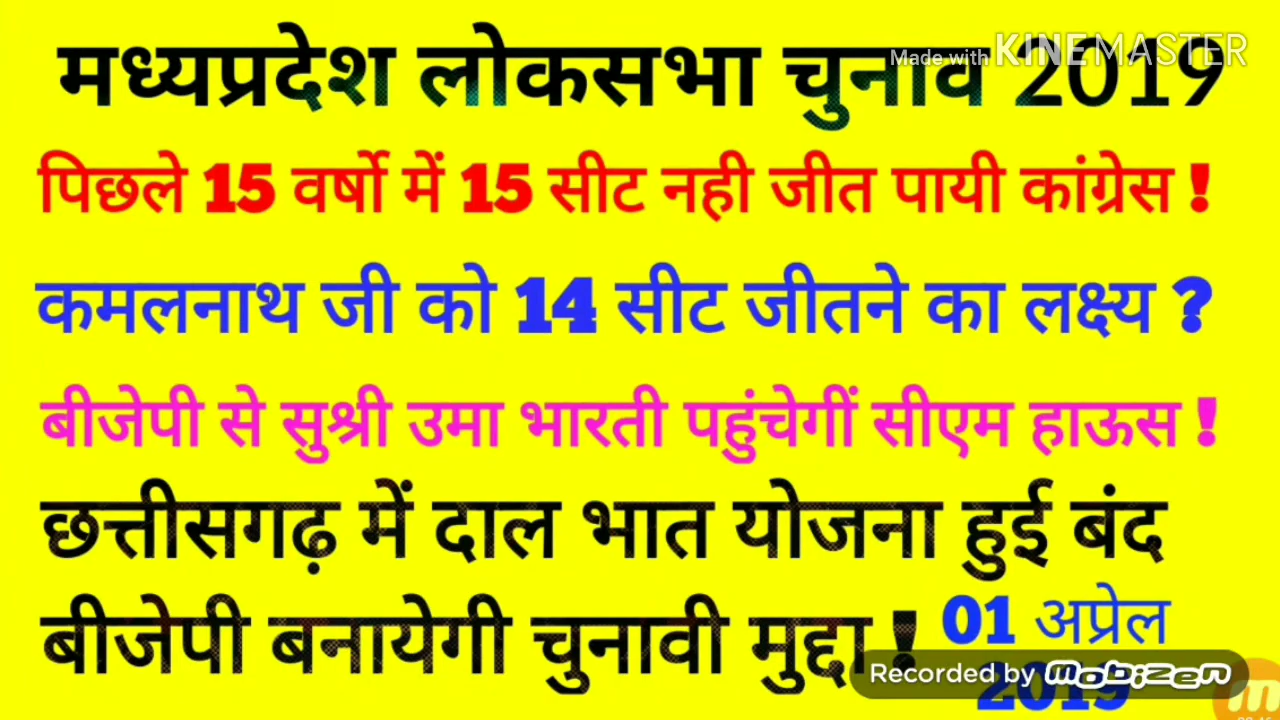 मध्यप्रदेश लोकसभा चुनाव 2019
Made with KINEMASTER
पिछले 15 वर्षो में 15 सीट नही जीत पायी कांग्रेस !
कमलनाथ जी को 14 सीट जीतने का लक्ष्य ?
बीजेपी से सुश्री उमा भारती पहुंचेगीं सीएम हाऊस !
छत्तीसगढ़ में दाल भात योजना हुई बंद
बीजेपी बनायेगी चुनावी मुद्दा ! 01 अप्रेल
2019
Recorded by mobizen